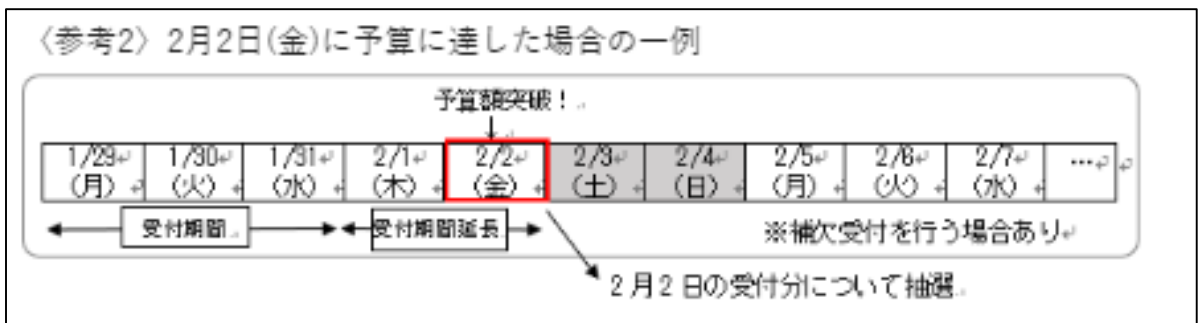 〈参考2〉 2月2日(金)に予算に達した場合の一例
予算額突破！
1/29 1/30 1/31 2/1 2/2 2/3 2/4 2/5 2/6 2/7 …
(月) (火) (水) (木) (金) (土) (日) (月) (火) (水)
受付期間 受付期間延長 ※補欠受付を行う場合あり
2月2日の受付分について抽選